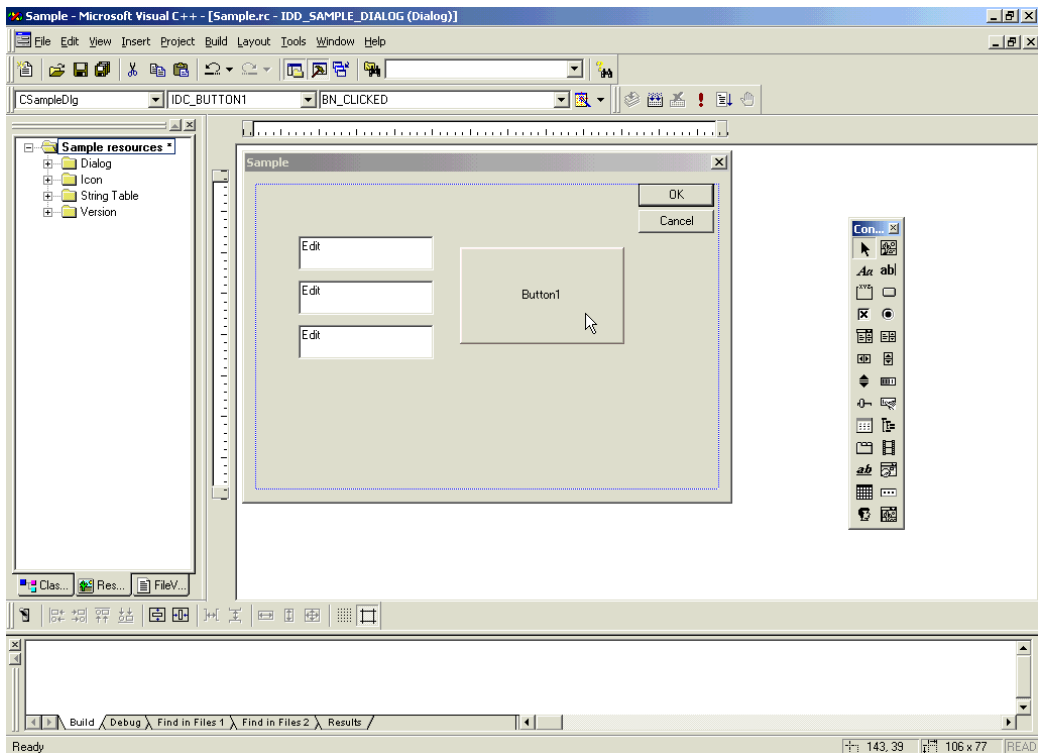 Sample - Microsoft Visual C++ - [Sample.rc - IDD_SAMPLE_DIALOG (Dialog)]
File Edit View Insert Project Build Layout Tools Window Help
CSampleDlg IDC_BUTTON1 BN_CLICKED
Sample resources *
Dialog
Icon
String Table
Version
Sample
OK
Cancel
Edit
Edit
Button1
Edit
Con...
Aa ab|
XYZ
ab
Clas... Res... FileV...
Build Debug Find in Files 1 Find in Files 2 Results
Ready 143, 39 106 x 77 READ